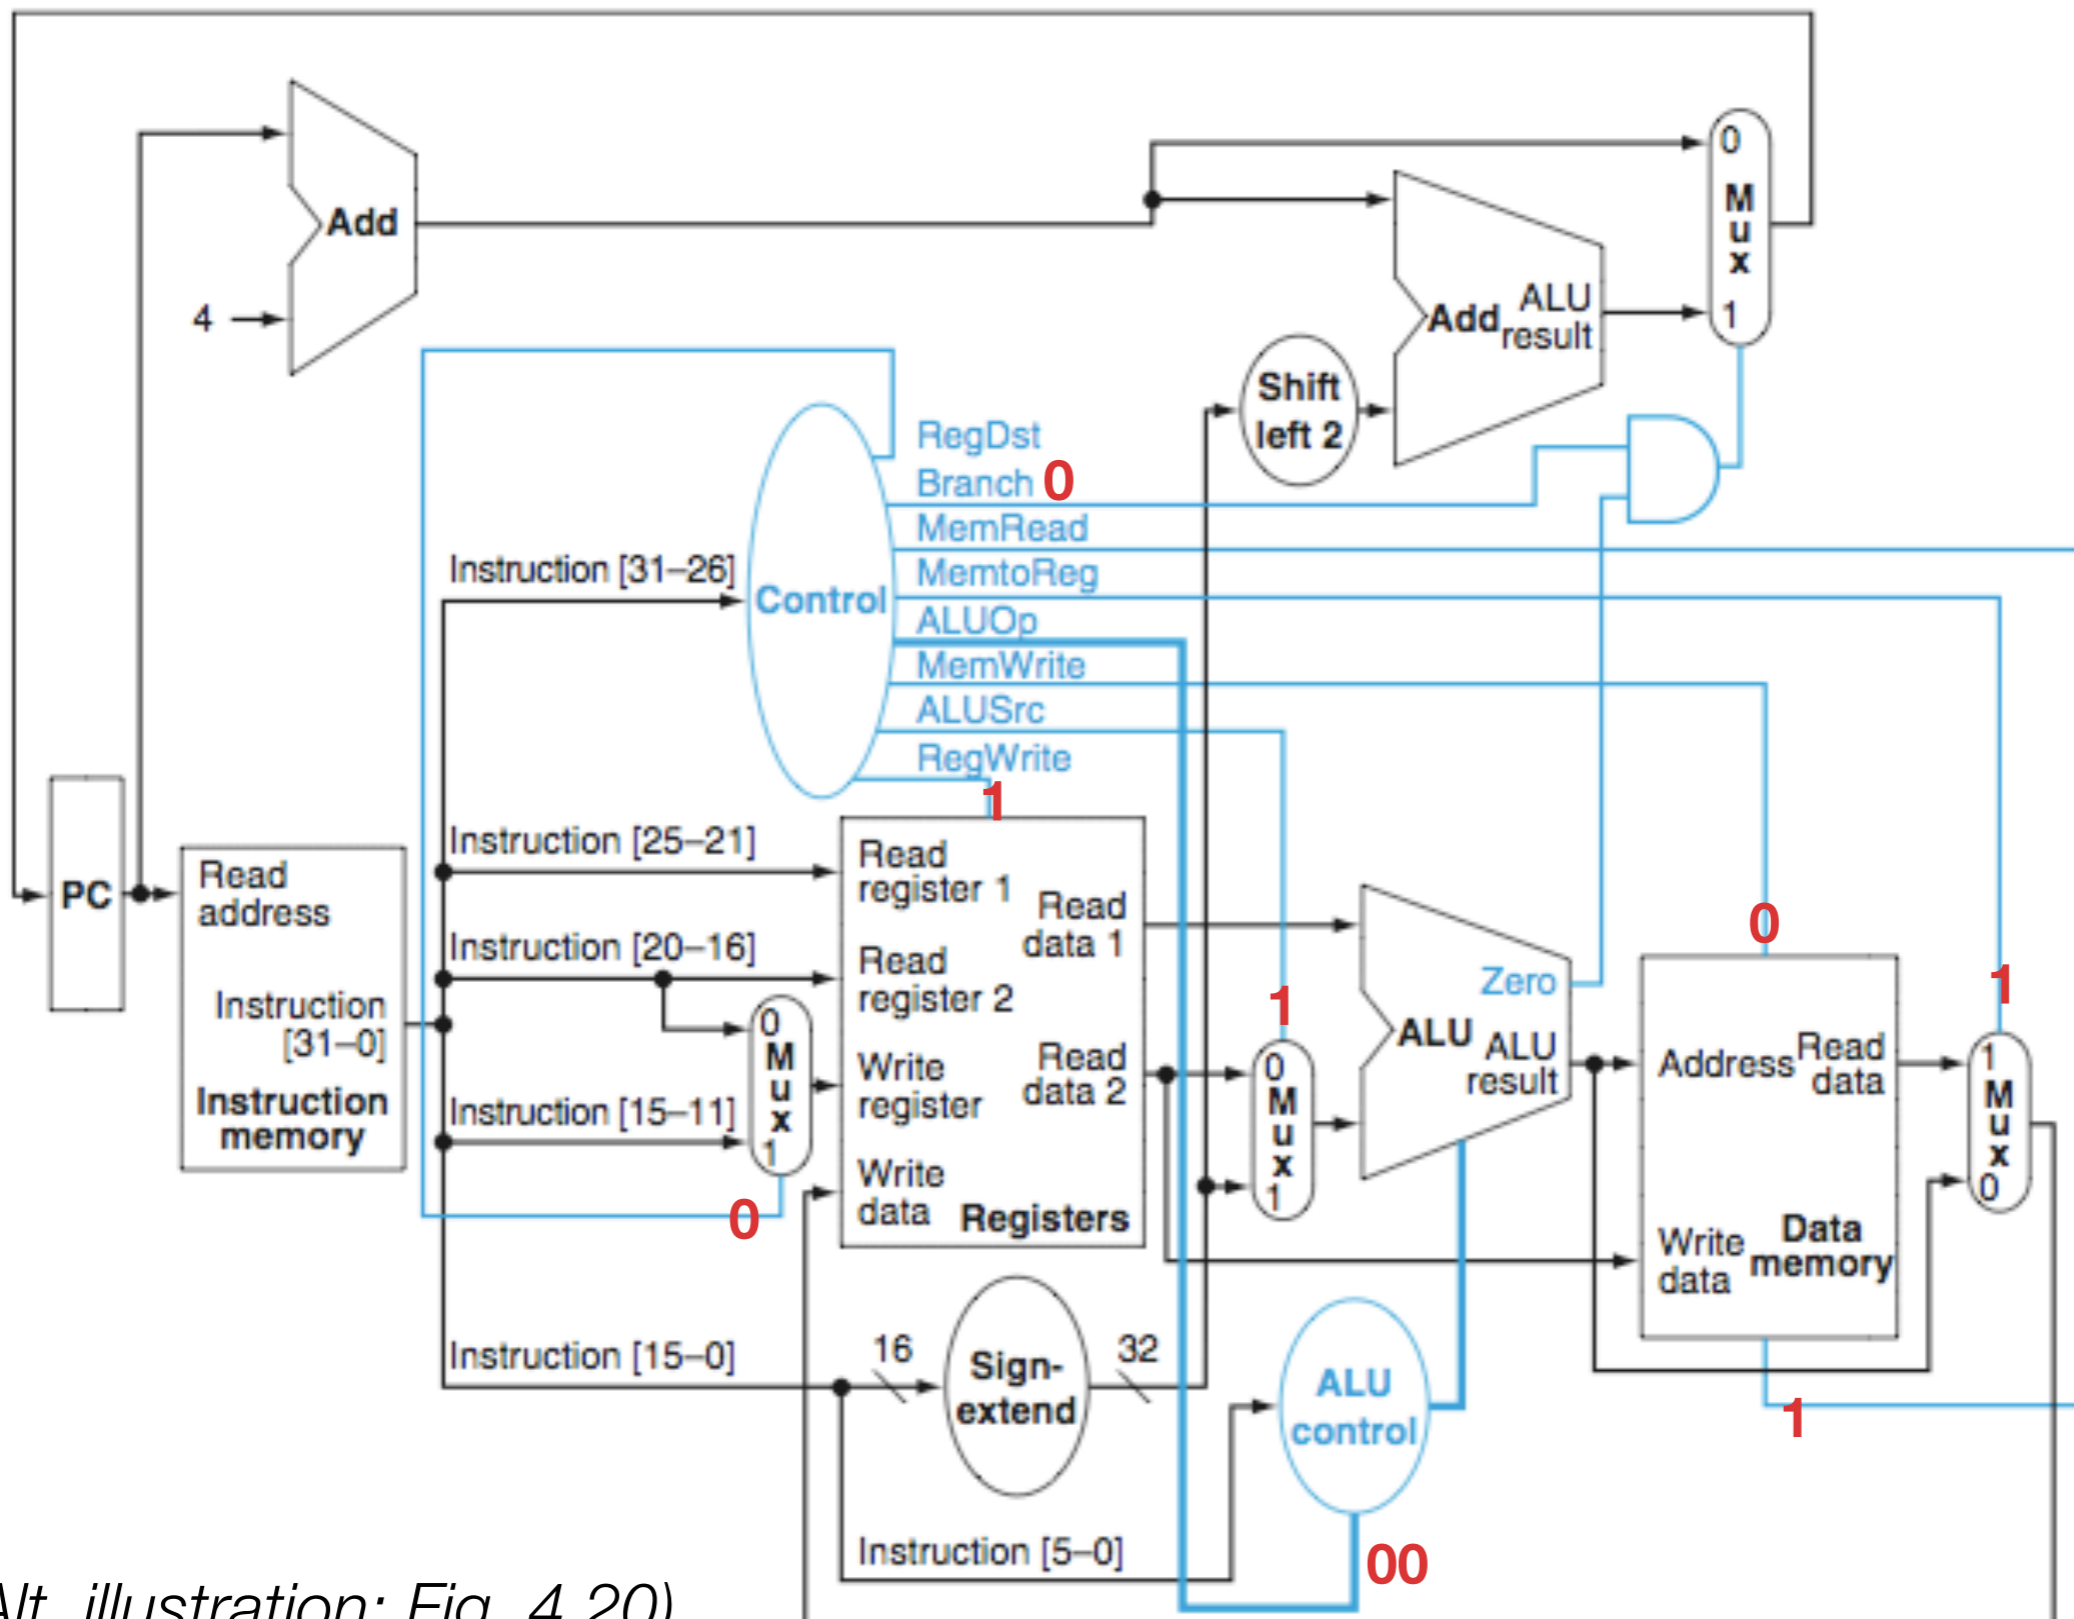 Add
4
0
M
u
x
1
Add
ALU
result
Shift
left 2
RegDst
Branch 0
MemRead
MemtoReg
ALUOp
MemWrite
ALUSrc
RegWrite
1
Control
Instruction [31–26]
Instruction [25–21]
Instruction [20–16]
Instruction [15–11]
Instruction [15–0]
Instruction [5–0]
PC
Read
address
Instruction
[31–0]
Instruction
memory
0
M
u
x
1
0
Read
register 1
Read
register 2
Write
register
Write
data
Read
data 1
Read
data 2
Registers
16
Sign-
extend
32
1
0
M
u
x
1
Zero
ALU
ALU
result
ALU
control
00
0
Address
Read
data
Write
data
Data
memory
1
1
1
M
u
x
0
Alt. illustration: Fig. 4.20)